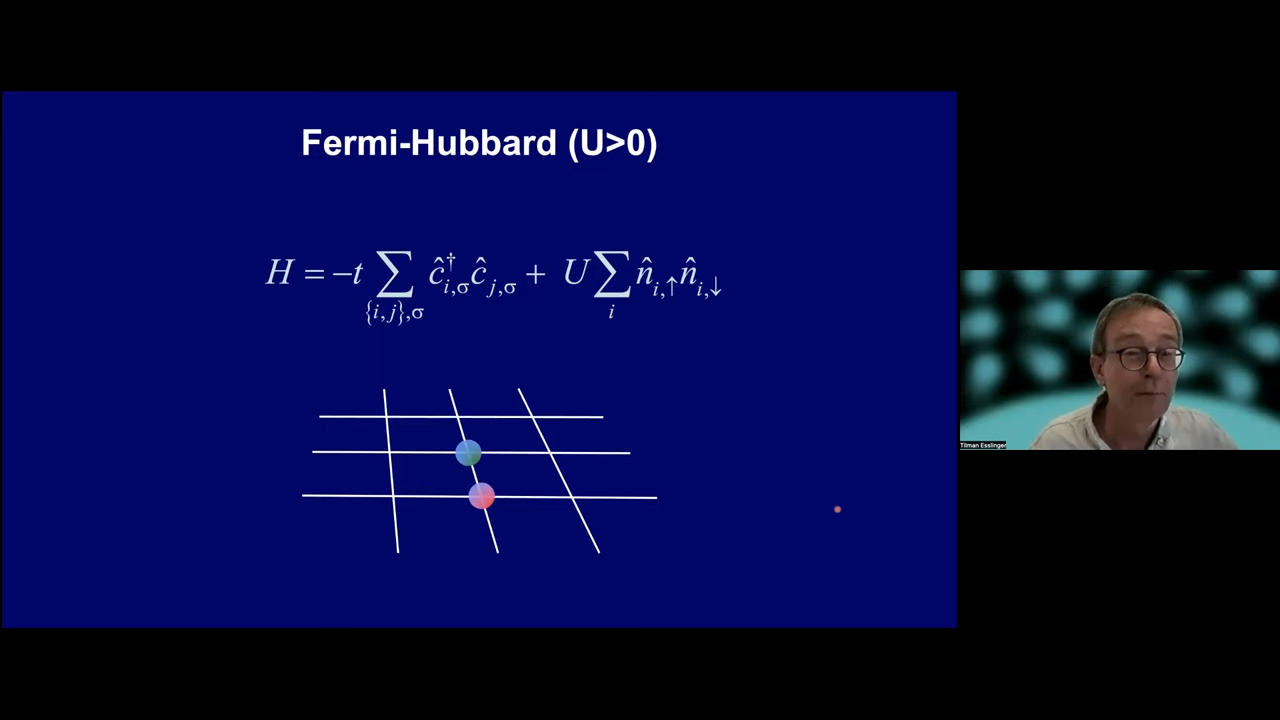 Fermi-Hubbard (U>0)
H = −t ∑_{{i,j},σ} ĉ†_{i,σ} ĉ_{j,σ} + U ∑_i n̂_{i,↑} n̂_{i,↓}
Tilman Esslinger